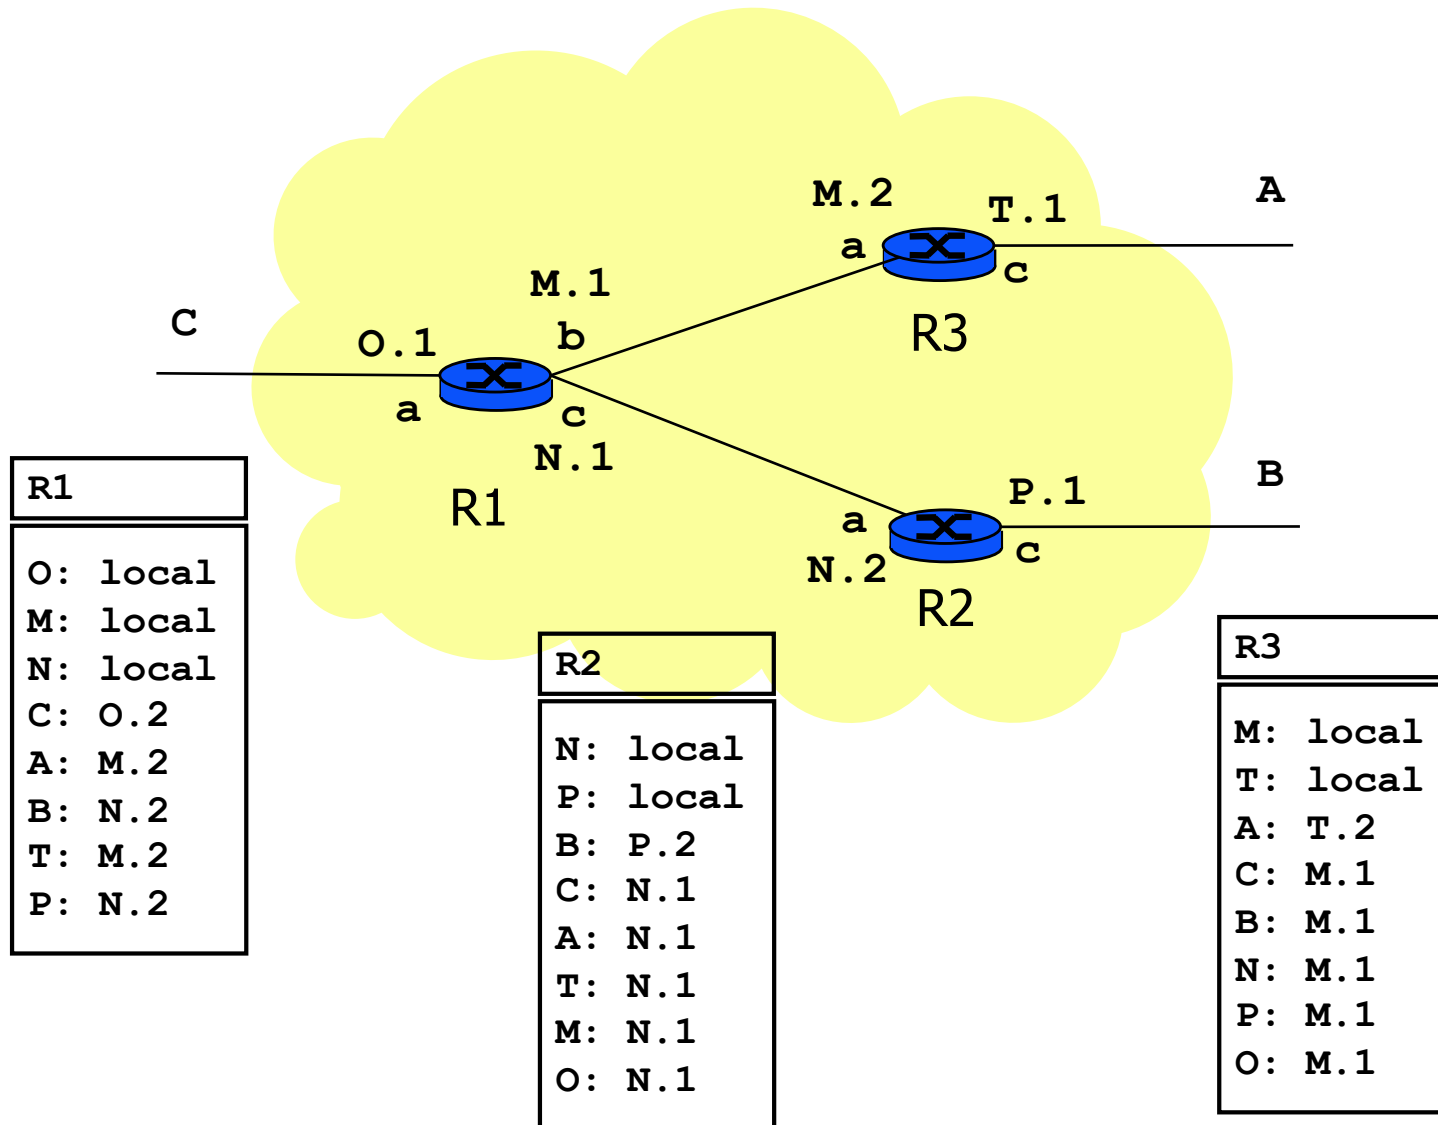 A
M.2
T.1
a
c
R3
M.1
b
C
O.1
a
c
N.1
R1
B
P.1
a
c
N.2
R2
R1
O: local
M: local
N: local
C: O.2
A: M.2
B: N.2
T: M.2
P: N.2
R2
N: local
P: local
B: P.2
C: N.1
A: N.1
T: N.1
M: N.1
O: N.1
R3
M: local
T: local
A: T.2
C: M.1
B: M.1
N: M.1
P: M.1
O: M.1